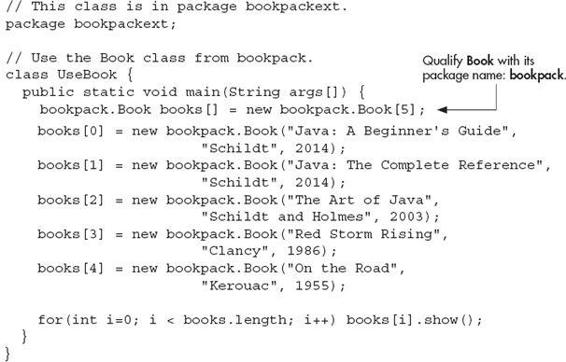 // This class is in package bookpackext.
package bookpackext;
// Use the Book class from bookpack.
class UseBook {
public static void main(String args[]) {
bookpack.Book books[] = new bookpack.Book[5];
Qualify Book with its
package name: bookpack.
books[0] = new bookpack.Book("Java: A Beginner's Guide",
"Schildt", 2014);
books[1] = new bookpack.Book("Java: The Complete Reference",
"Schildt", 2014);
books[2] = new bookpack.Book("The Art of Java",
"Schildt and Holmes", 2003);
books[3] = new bookpack.Book("Red Storm Rising",
"Clancy", 1986);
books[4] = new bookpack.Book("On the Road",
"Kerouac", 1955);
for(int i=0; i < books.length; i++) books[i].show();
}
}